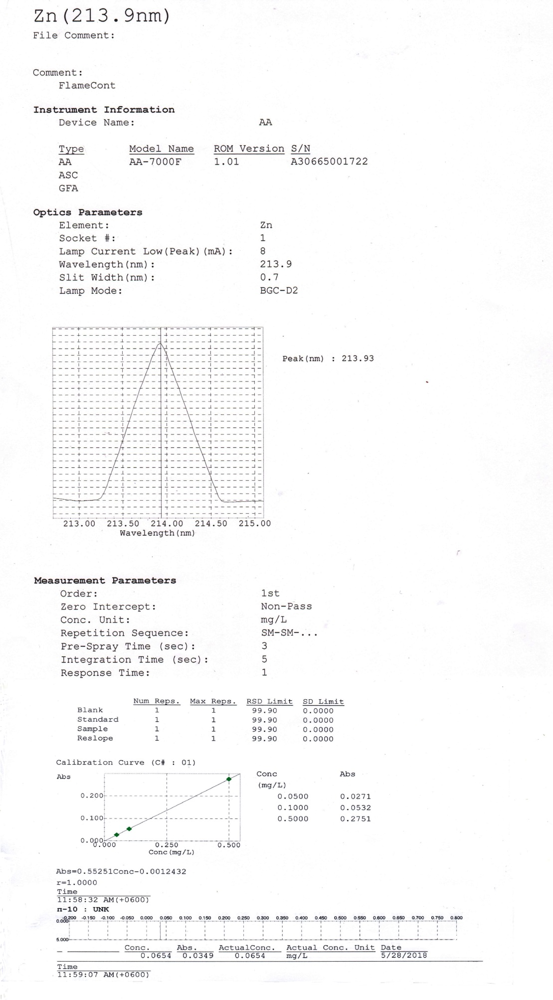 Zn(213.9nm)
File Comment:
Comment:
FlameCont
Instrument Information
Device Name: AA
Type Model Name ROM Version S/N
AA AA-7000F 1.01 A30665001722
ASC
GFA
Optics Parameters
Element: Zn
Socket #: 1
Lamp Current Low(Peak)(mA): 8
Wavelength(nm): 213.9
Slit Width(nm): 0.7
Lamp Mode: BGC-D2
Peak(nm) : 213.93
213.00 213.50 214.00 214.50 215.00
Wavelength(nm)
Measurement Parameters
Order: 1st
Zero Intercept: Non-Pass
Conc. Unit: mg/L
Repetition Sequence: SM-SM-...
Pre-Spray Time (sec): 3
Integration Time (sec): 5
Response Time: 1
Num Reps. Max Reps. RSD Limit SD Limit
Blank 1 1 99.90 0.0000
Standard 1 1 99.90 0.0000
Sample 1 1 99.90 0.0000
Reslope 1 1 99.90 0.0000
Calibration Curve (C# : 01)
Abs
0.200
0.100
0.000
0.000 0.250 0.500
Conc(mg/L)
Conc Abs
(mg/L)
0.0500 0.0271
0.1000 0.0532
0.5000 0.2751
Abs=0.55251Conc-0.0012432
r=1.0000
Time
11:58:32 AM(+0600)
п-10 : UNK
-0.200 -0.150 -0.100 -0.050 0.000 0.050 0.100 0.150 0.200 0.250 0.300 0.350 0.400 0.450 0.500 0.550 0.600 0.650 0.700 0.750 0.800
0.000
5.000
Conc. Abs. ActualConc. Actual Conc. Unit Date
0.0654 0.0349 0.0654 mg/L 5/28/2018
Time
11:59:07 AM(+0600)